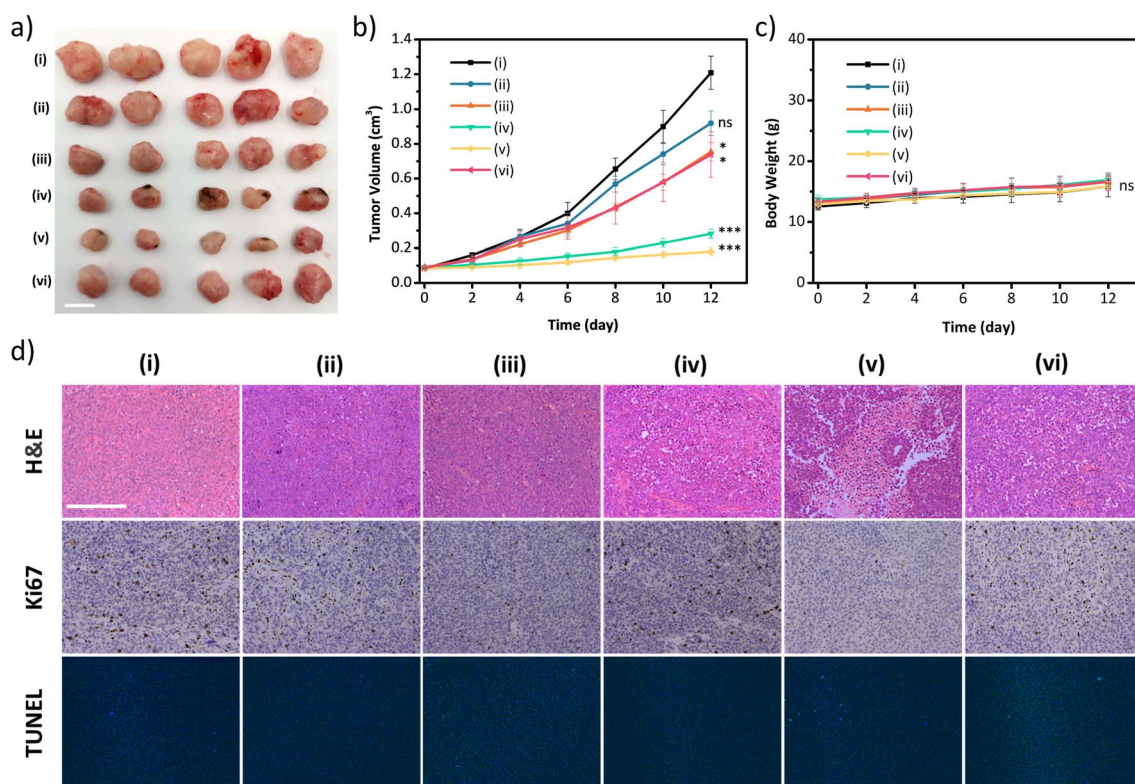 a)
(i)
(ii)
(iii)
(iv)
(v)
(vi)
b)
1.4
1.2
1.0
0.8
0.6
0.4
0.2
0.0
Tumor Volume (cm³)
(i)
(ii)
(iii)
(iv)
(v)
(vi)
ns
*
*
***
***
0 2 4 6 8 10 12
Time (day)
c)
40
30
20
10
0
Body Weight (g)
(i)
(ii)
(iii)
(iv)
(v)
(vi)
ns
0 2 4 6 8 10 12
Time (day)
d)
(i) (ii) (iii) (iv) (v) (vi)
H&E
Ki67
TUNEL